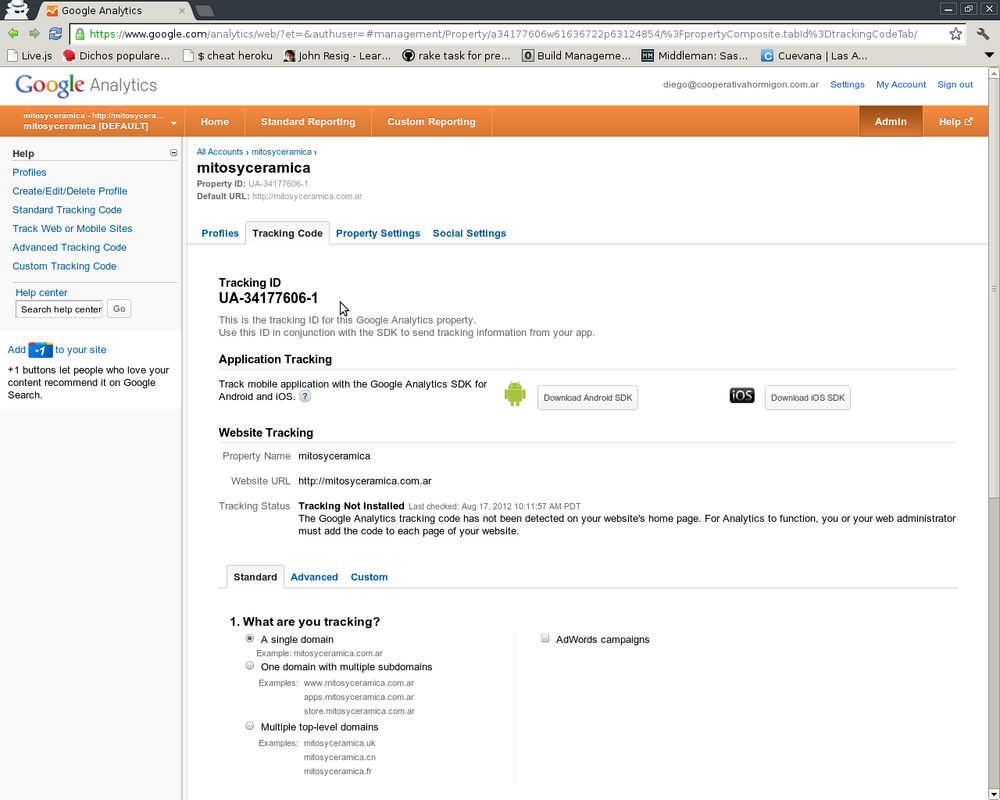 Google Analytics
https://www.google.com/analytics/web/?et=&authuser=#management/Property/a34177606w61636722p63124854/%3FpropertyComposite.tabId%3DtrackingCodeTab/
Live.js
Dichos populare...
$ cheat heroku
John Resig - Lear...
rake task for pre...
Build Manageme...
Middleman: Sas...
Cuevana | Las A...
Google Analytics
diego@cooperativahormigon.com.ar Settings My Account Sign out
mitosyceramica - http://mitosycera...
mitosyceramica [DEFAULT]
Home Standard Reporting Custom Reporting Admin Help
Help
Profiles
Create/Edit/Delete Profile
Standard Tracking Code
Track Web or Mobile Sites
Advanced Tracking Code
Custom Tracking Code
Help center
Search help center Go
Add +1 to your site
+1 buttons let people who love your
content recommend it on Google
Search.
All Accounts › mitosyceramica ›
mitosyceramica
Property ID: UA-34177606-1
Default URL: http://mitosyceramica.com.ar
Profiles Tracking Code Property Settings Social Settings
Tracking ID
UA-34177606-1
This is the tracking ID for this Google Analytics property.
Use this ID in conjunction with the SDK to send tracking information from your app.
Application Tracking
Track mobile application with the Google Analytics SDK for
Android and iOS. ?
Download Android SDK
iOS
Download iOS SDK
Website Tracking
Property Name mitosyceramica
Website URL http://mitosyceramica.com.ar
Tracking Status Tracking Not Installed Last checked: Aug 17, 2012 10:11:57 AM PDT
The Google Analytics tracking code has not been detected on your website's home page. For Analytics to function, you or your web administrator
must add the code to each page of your website.
Standard Advanced Custom
1. What are you tracking?
A single domain
Example: mitosyceramica.com.ar
One domain with multiple subdomains
Examples: www.mitosyceramica.com.ar
apps.mitosyceramica.com.ar
store.mitosyceramica.com.ar
Multiple top-level domains
Examples: mitosyceramica.uk
mitosyceramica.cn
mitosyceramica.fr
AdWords campaigns